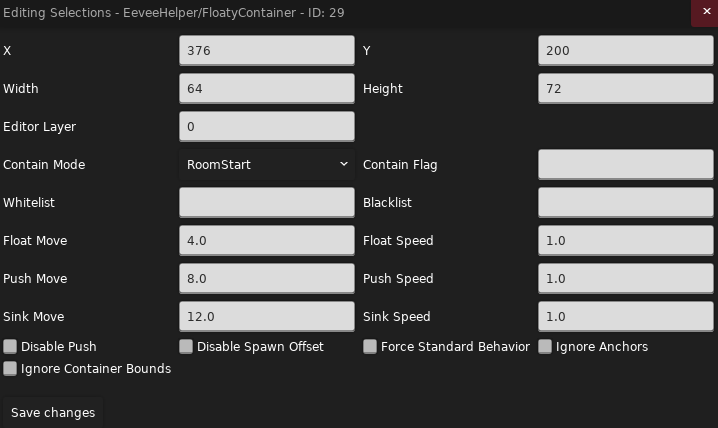 Editing Selections - EeveeHelper/FloatyContainer - ID: 29
X 376 Y 200
Width 64 Height 72
Editor Layer 0
Contain Mode RoomStart Contain Flag
Whitelist Blacklist
Float Move 4.0 Float Speed 1.0
Push Move 8.0 Push Speed 1.0
Sink Move 12.0 Sink Speed 1.0
Disable Push Disable Spawn Offset Force Standard Behavior Ignore Anchors
Ignore Container Bounds
Save changes